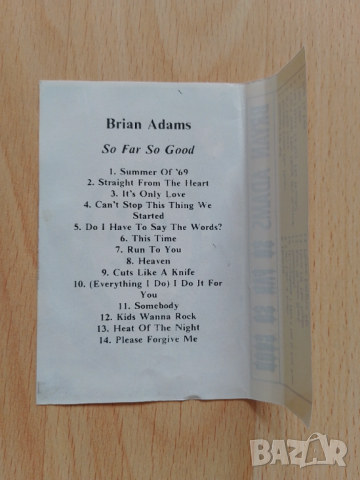 Brian Adams
So Far So Good
1. Summer Of '69
2. Straight From The Heart
3. It's Only Love
4. Can't Stop This Thing We
Started
5. Do I Have To Say The Words?
6. This Time
7. Run To You
8. Heaven
9. Cuts Like A Knife
10. (Everything I Do) I Do It For
You
11. Somebody
12. Kids Wanna Rock
13. Heat Of The Night
14. Please Forgive Me
BAZAR
bg